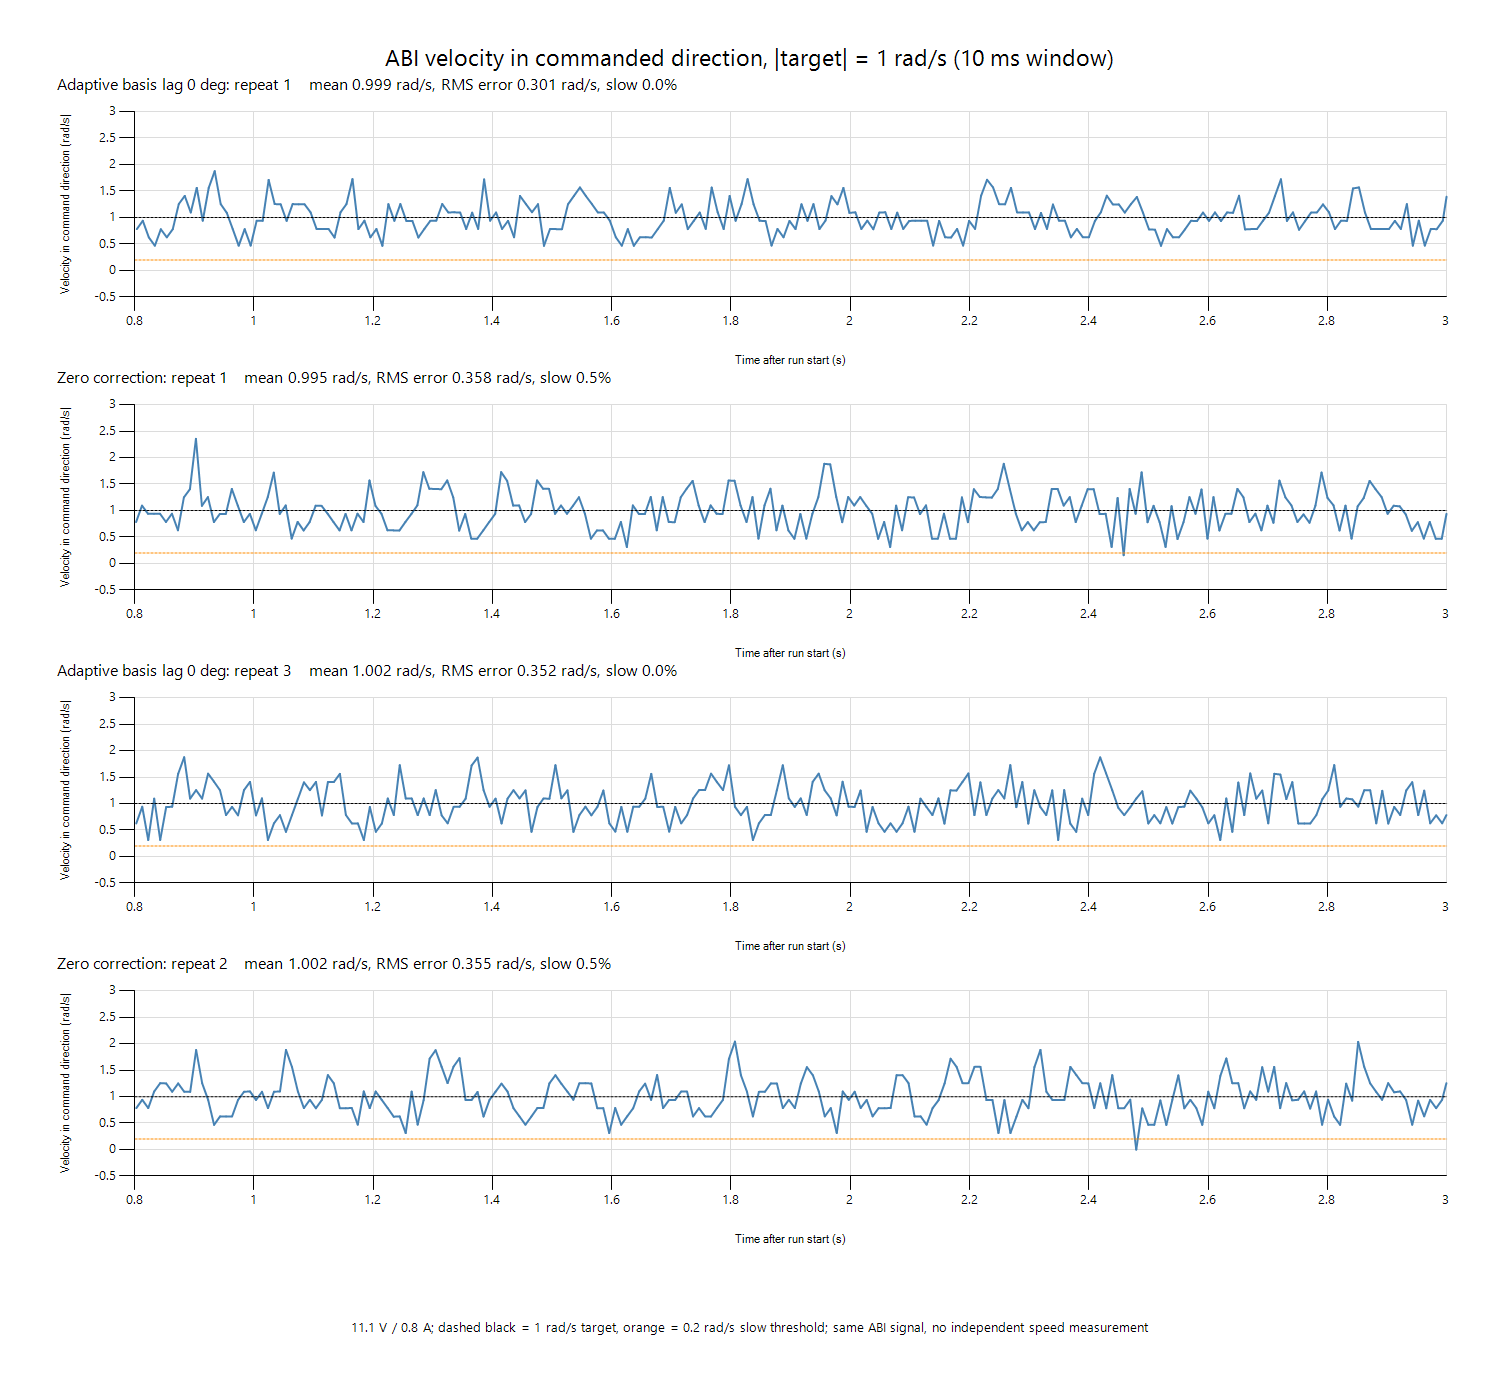 ABI velocity in commanded direction, |target| = 1 rad/s (10 ms window)
Adaptive basis lag 0 deg: repeat 1 mean 0.999 rad/s, RMS error 0.301 rad/s, slow 0.0%
Velocity in command direction (rad/s)
3
2.5
2
1.5
1
0.5
0
-0.5
0.8 1 1.2 1.4 1.6 1.8 2 2.2 2.4 2.6 2.8 3
Time after run start (s)
Zero correction: repeat 1 mean 0.995 rad/s, RMS error 0.358 rad/s, slow 0.5%
Velocity in command direction (rad/s)
3
2.5
2
1.5
1
0.5
0
-0.5
0.8 1 1.2 1.4 1.6 1.8 2 2.2 2.4 2.6 2.8 3
Time after run start (s)
Adaptive basis lag 0 deg: repeat 3 mean 1.002 rad/s, RMS error 0.352 rad/s, slow 0.0%
Velocity in command direction (rad/s)
3
2.5
2
1.5
1
0.5
0
-0.5
0.8 1 1.2 1.4 1.6 1.8 2 2.2 2.4 2.6 2.8 3
Time after run start (s)
Zero correction: repeat 2 mean 1.002 rad/s, RMS error 0.355 rad/s, slow 0.5%
Velocity in command direction (rad/s)
3
2.5
2
1.5
1
0.5
0
-0.5
0.8 1 1.2 1.4 1.6 1.8 2 2.2 2.4 2.6 2.8 3
Time after run start (s)
11.1 V / 0.8 A; dashed black = 1 rad/s target, orange = 0.2 rad/s slow threshold; same ABI signal, no independent speed measurement